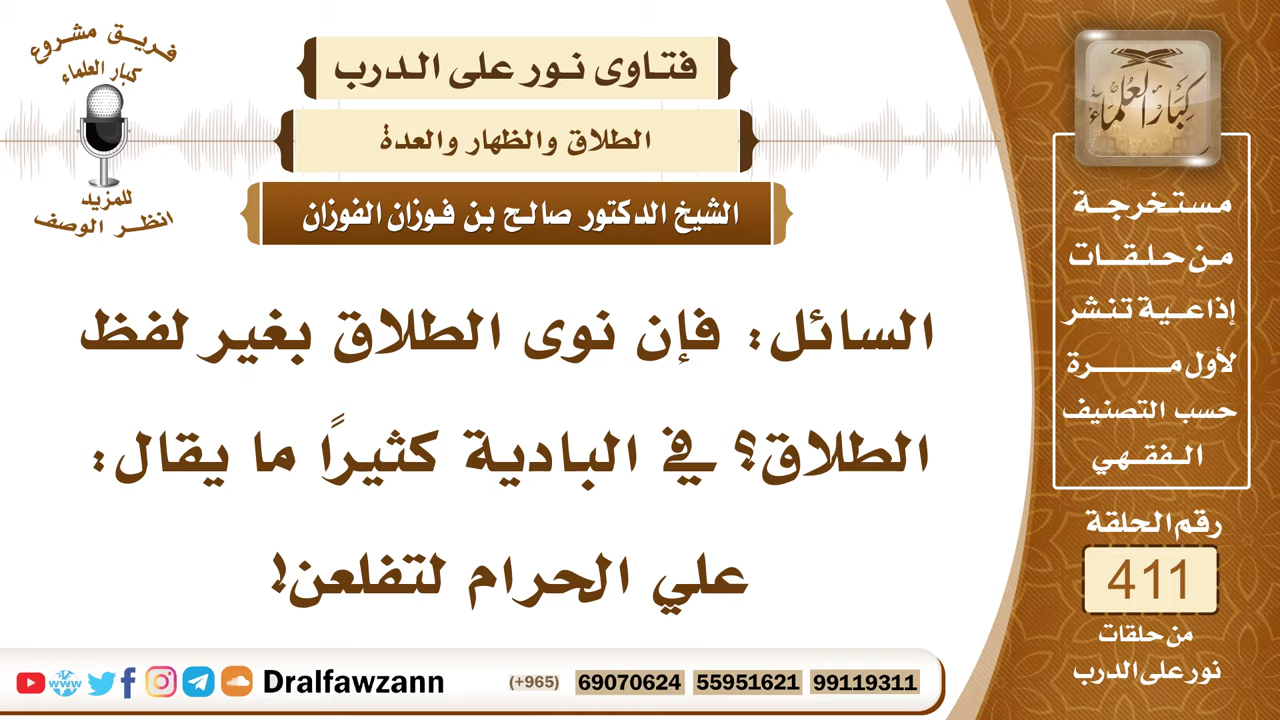 فريق مشروع
كبار العلماء
للمزيد
انظر الوصف
فتاوى نور على الدرب
الطلاق والظهار والعدة
الشيخ الدكتور صالح بن فوزان الفوزان
السائل: فإن نوى الطلاق بغير لفظ
الطلاق؟ في البادية كثيرًا ما يقال:
علي الحرام لتفلعن!
كبار العلماء
مستخرجة
من حلقات
إذاعية تنشر
لأول مرة
حسب التصنيف
الفقهي
رقم الحلقة
411
من حلقات
نور على الدرب
www Dralfawzann (+965) 69070624 55951621 99119311